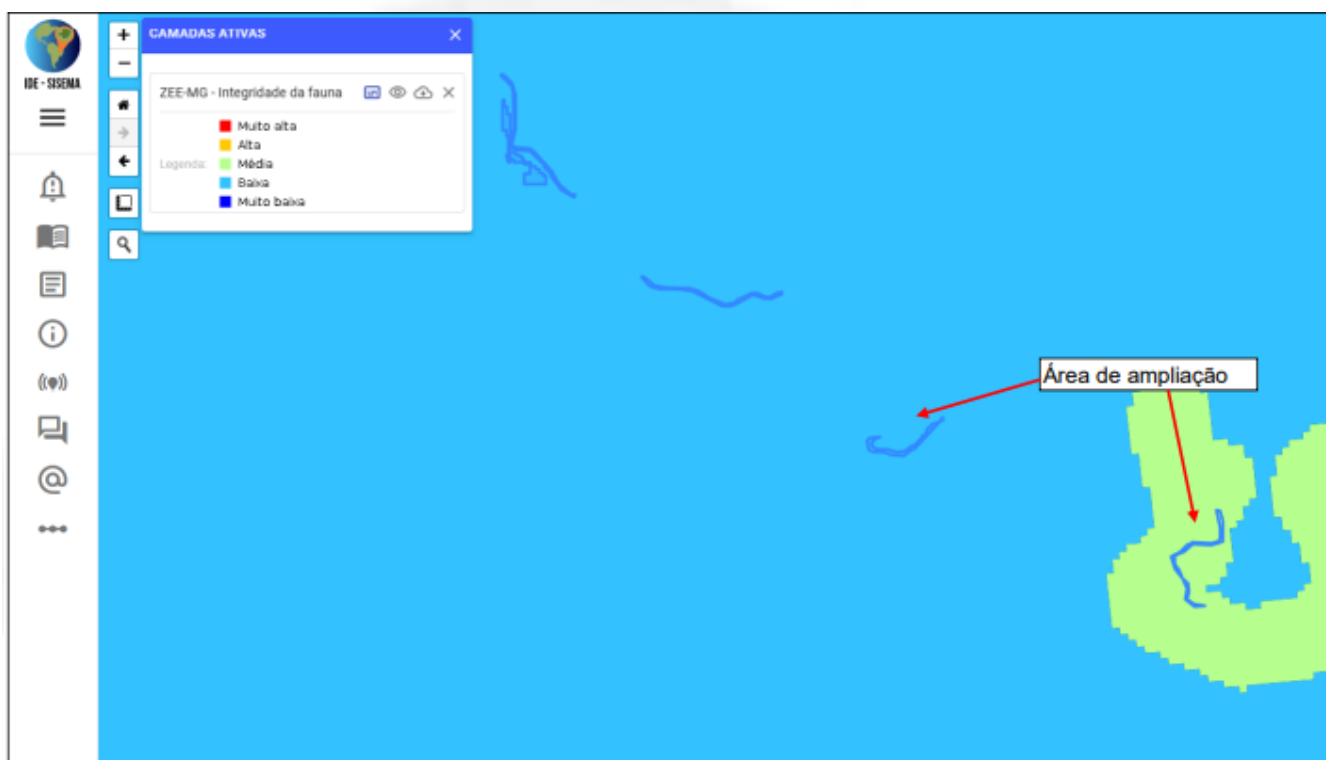 IDE - SISEMA
+
CAMADAS ATIVAS
ZEE-MG - Integridade da fauna
Legenda:
Muito alta
Alta
Média
Baixa
Muito baixa
Área de ampliação